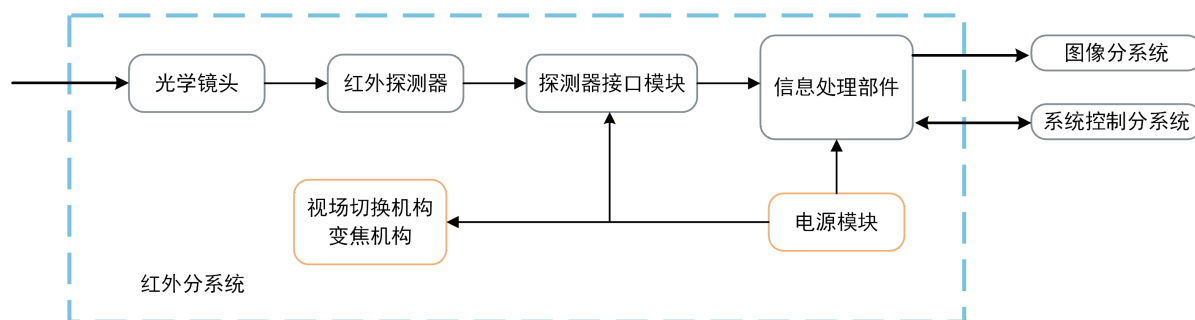 光学镜头
红外探测器
探测器接口模块
信息处理部件
图像分系统
系统控制分系统
视场切换机构
变焦机构
电源模块
红外分系统